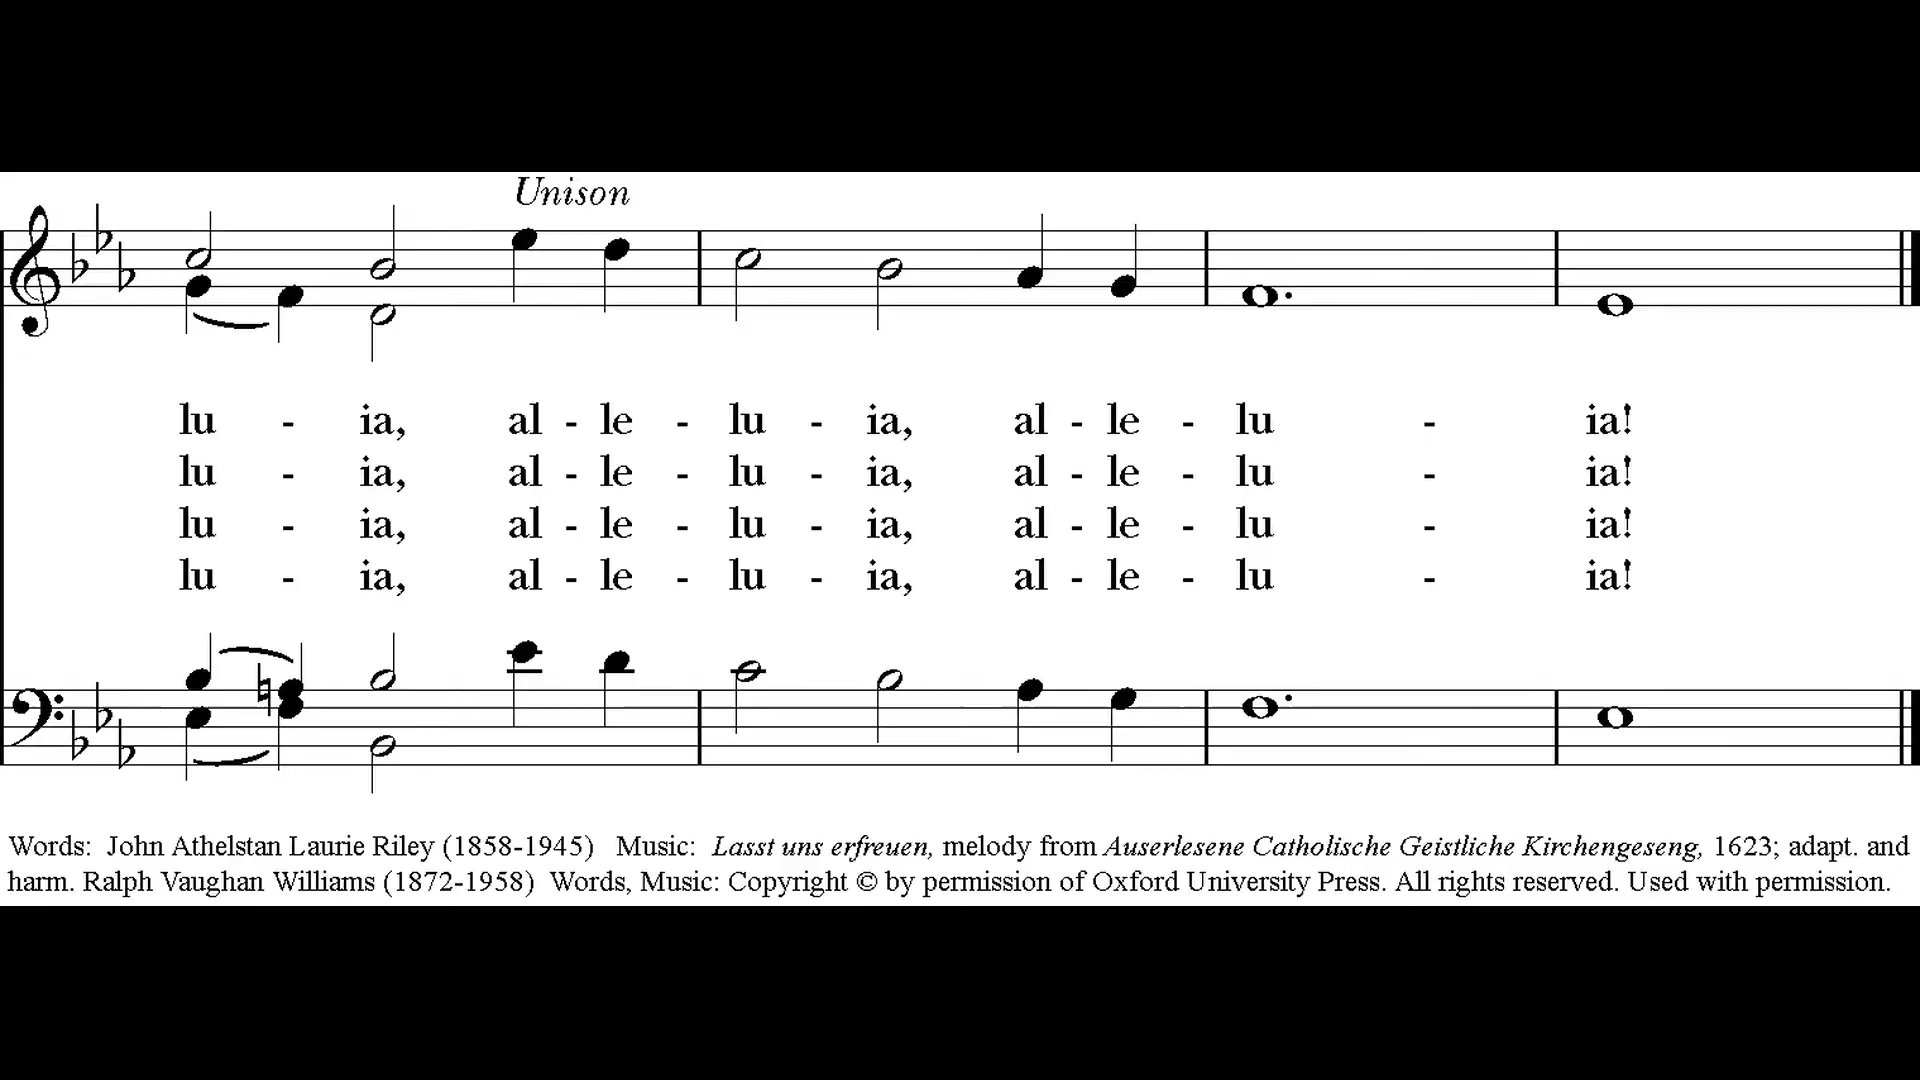 Unison
lu - ia, al - le - lu - ia, al - le - lu - ia!
lu - ia, al - le - lu - ia, al - le - lu - ia!
lu - ia, al - le - lu - ia, al - le - lu - ia!
lu - ia, al - le - lu - ia, al - le - lu - ia!
Words: John Athelstan Laurie Riley (1858-1945) Music: Lasst uns erfreuen, melody from Auserlesene Catholische Geistliche Kirchengeseng, 1623; adapt. and
harm. Ralph Vaughan Williams (1872-1958) Words, Music: Copyright © by permission of Oxford University Press. All rights reserved. Used with permission.